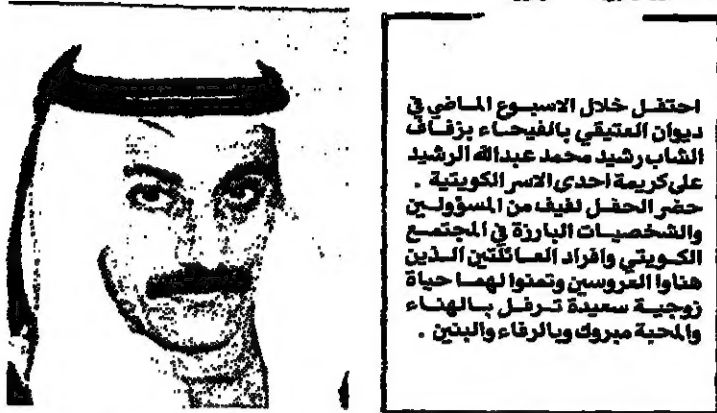 احتفل خلال الاسبوع الماضي في
ديوان العتيقي بالفيحاء بزفاف
الشاب رشيد محمد عبدالله الرشيد
على كريمة احدى الاسر الكويتية .
حضر الحفل لفيف من المسؤولين
والشخصيات البارزة في المجتمع
الكويتي وافراد العائلتين الذين
هناوا العروسين وتمنوا لهما حياة
زوجية سعيدة ترفل بالهناء
والمحبة مبروك وبالرفاء والبنين .